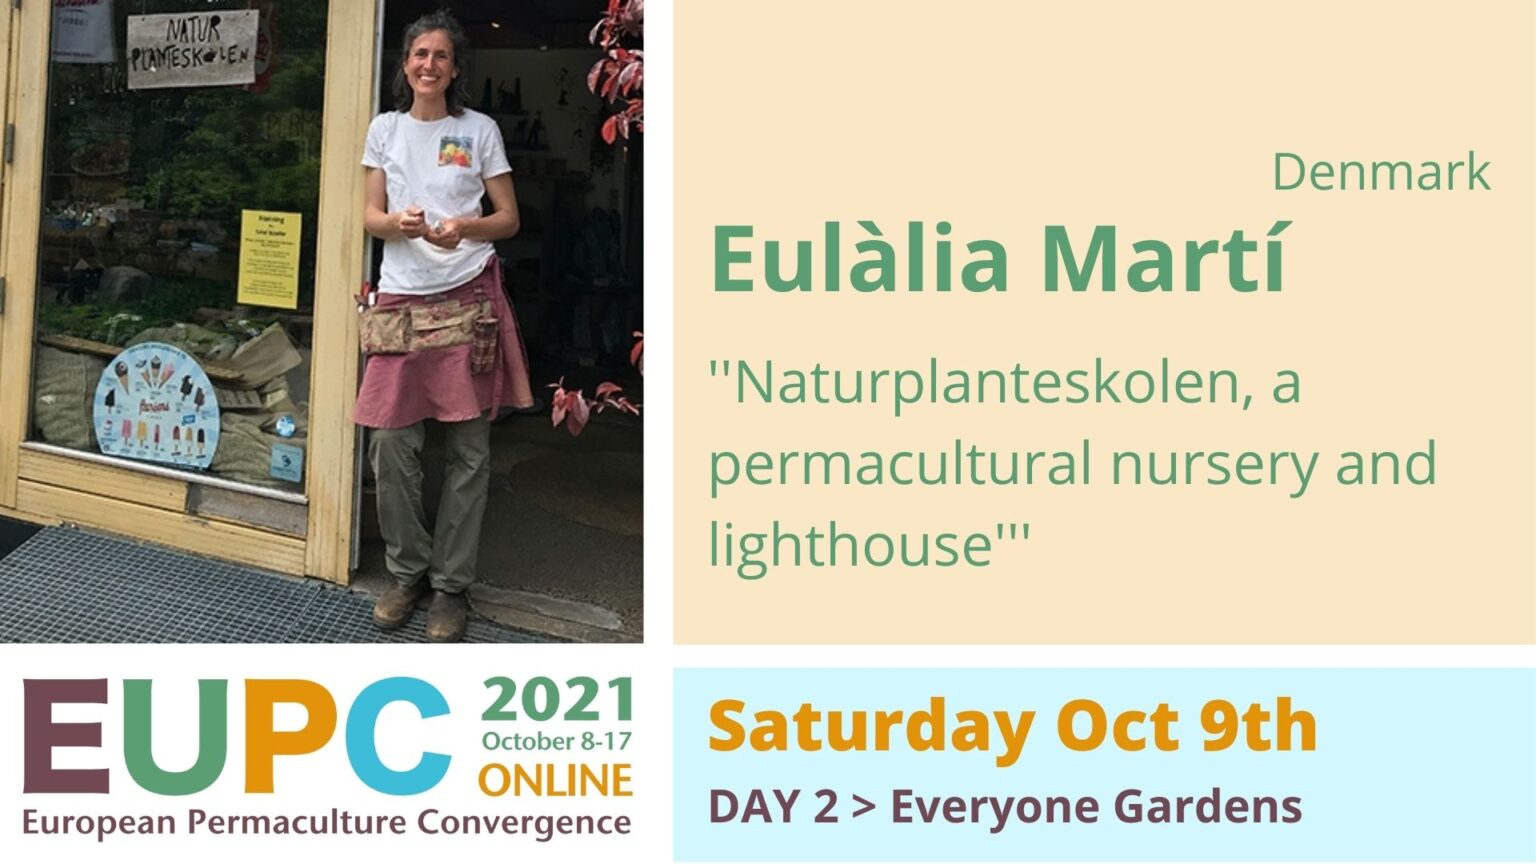 NATUR
PLANTESKOLEN
Denmark
Eulàlia Martí
''Naturplanteskolen, a
permacultural nursery and
lighthouse'''
EUPC
2021
October 8-17
ONLINE
European Permaculture Convergence
Saturday Oct 9th
DAY 2 > Everyone Gardens